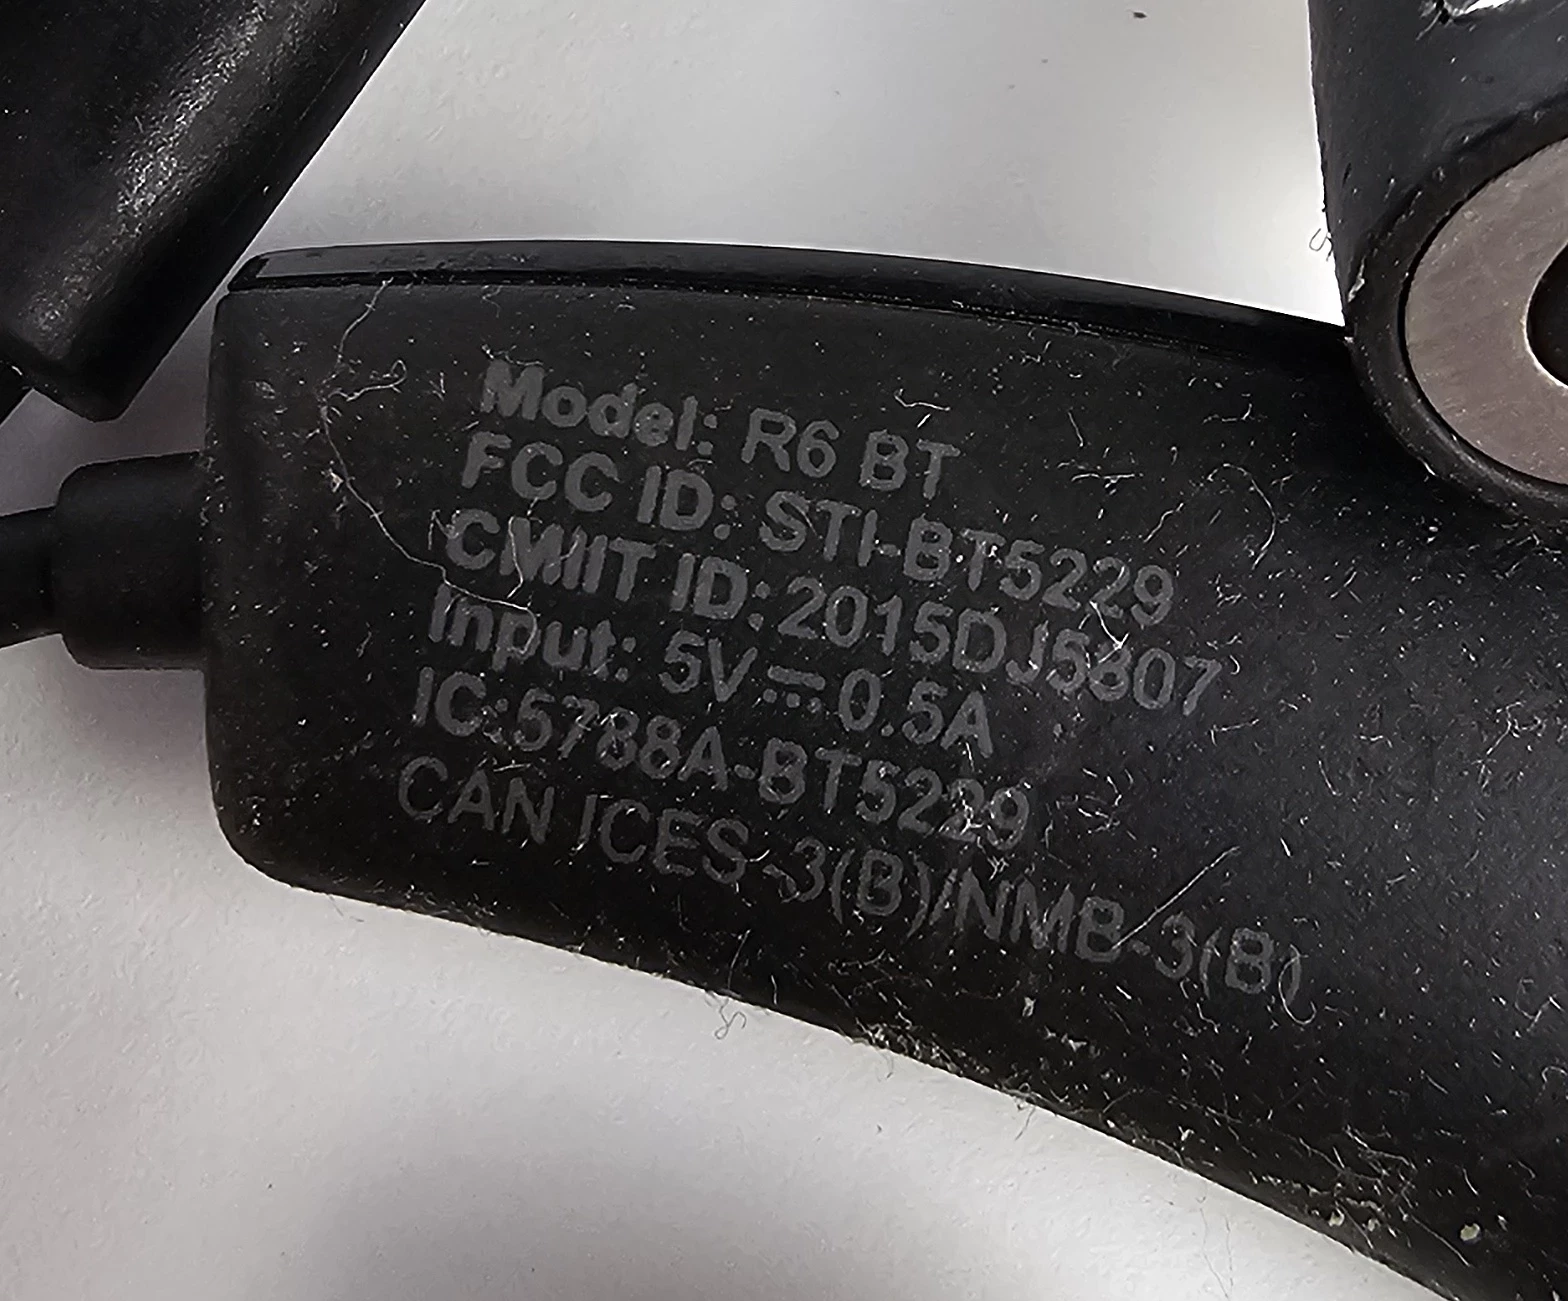 Model: R6 BT
FCC ID: STI-BT5229
CMIIT ID: 2015DJ5807
Input: 5V⎓0.5A
IC:5788A-BT5229
CAN ICES-3(B)/NMB-3(B)